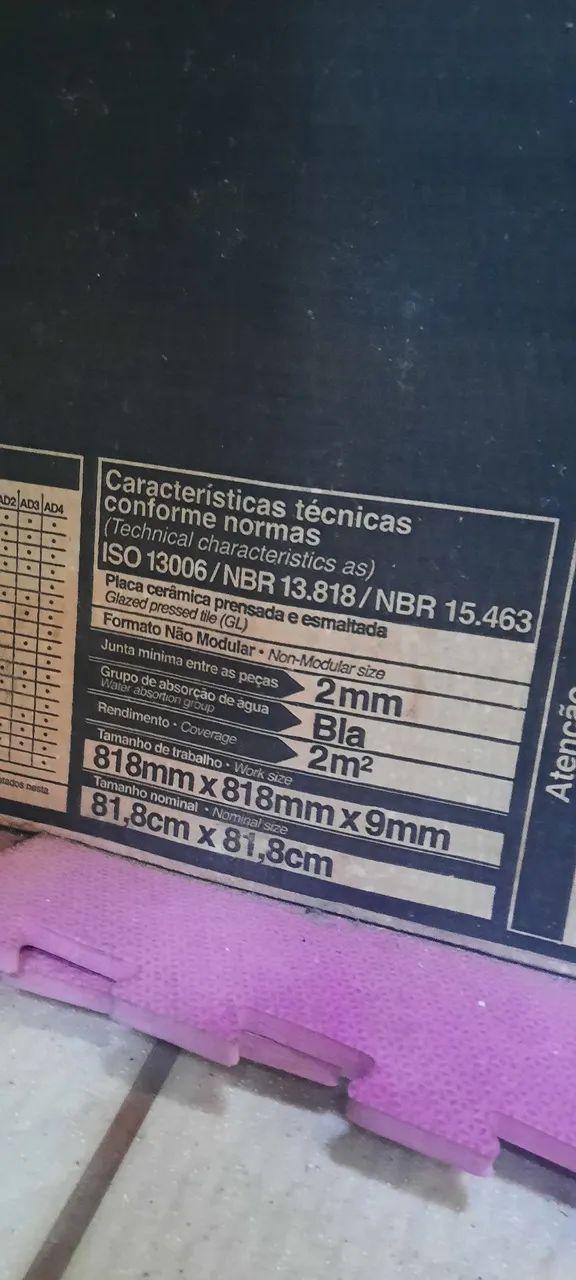 AD2 AD3 AD4
Características técnicas
conforme normas
(Technical characteristics as)
ISO 13006 / NBR 13.818 / NBR 15.463
Placa cerâmica prensada e esmaltada
Glazed pressed tile (GL)
Formato Não Modular • Non-Modular size
Junta mínima entre as peças 2mm
Grupo de absorção de água BIa
Water absortion group
Rendimento • Coverage 2m²
Tamanho de trabalho • Work size
818mm x 818mm x 9mm
Tamanho nominal • Nominal size
81,8cm x 81,8cm
nesta
Atenção